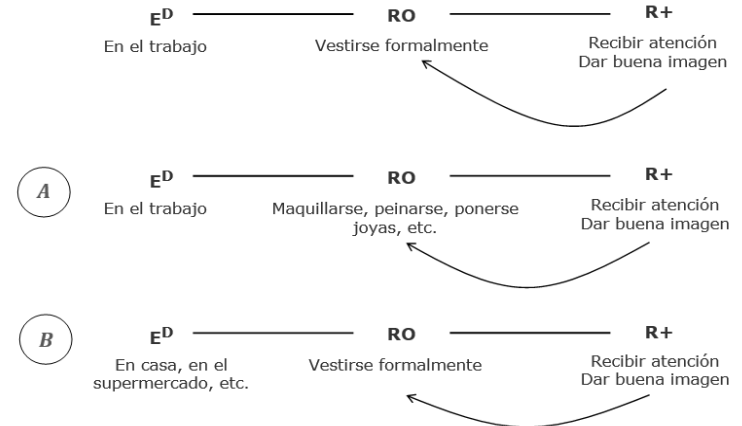 E^D RO R+
En el trabajo Vestirse formalmente Recibir atención
Dar buena imagen
A E^D RO R+
En el trabajo Maquillarse, peinarse, ponerse Recibir atención
joyas, etc. Dar buena imagen
B E^D RO R+
En casa, en el Vestirse formalmente Recibir atención
supermercado, etc. Dar buena imagen